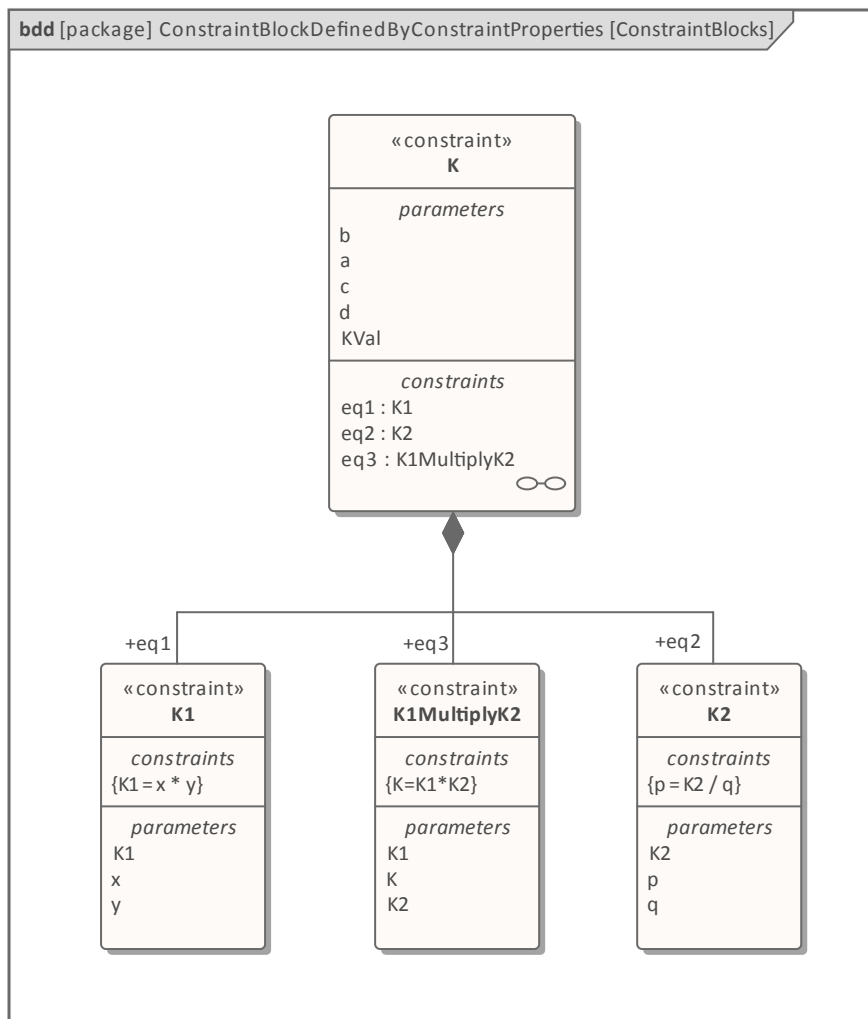 bdd [package] ConstraintBlockDefinedByConstraintProperties [ConstraintBlocks]
«constraint»
K
parameters
b
a
c
d
KVal
constraints
eq1 : K1
eq2 : K2
eq3 : K1MultiplyK2
+eq1
+eq3
+eq2
«constraint»
K1
constraints
{K1=x * y}
parameters
K1
x
y
«constraint»
K1MultiplyK2
constraints
{K=K1*K2}
parameters
K1
K
K2
«constraint»
K2
constraints
{p=K2 / q}
parameters
K2
p
q